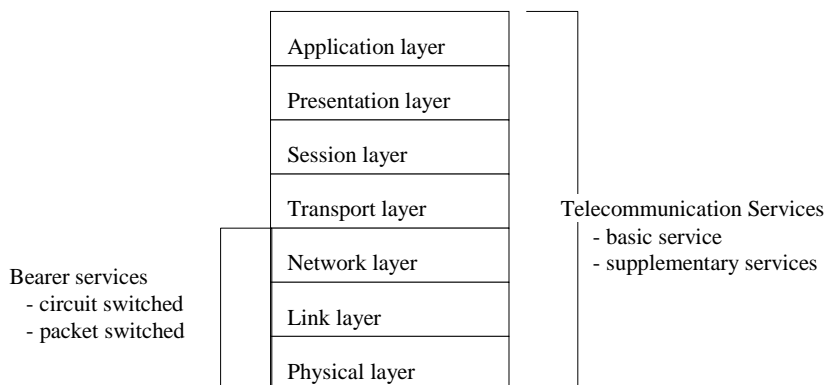 Application layer
Presentation layer
Session layer
Transport layer
Network layer
Link layer
Physical layer
Bearer services
- circuit switched
- packet switched
Telecommunication Services
- basic service
- supplementary services